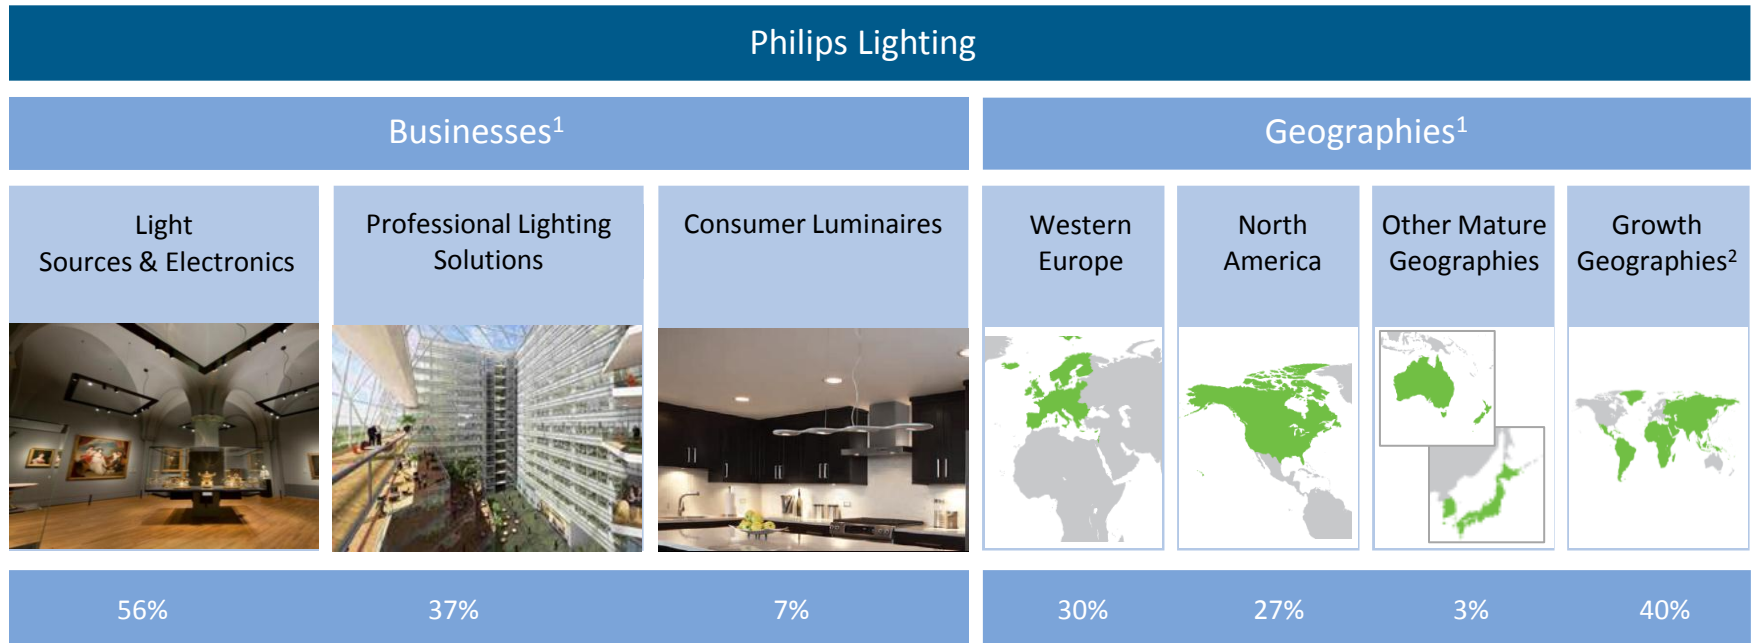 Philips Lighting
Businesses¹
Geographies¹
Light
Sources & Electronics
Professional Lighting
Solutions
Consumer Luminaires
Western
Europe
North
America
Other Mature
Geographies
Growth
Geographies²
56%
37%
7%
30%
27%
3%
40%